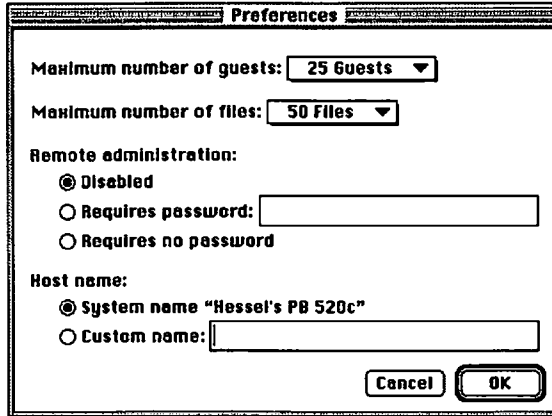 Preferences
Maximum number of guests: 25 Guests
Maximum number of files: 50 Files
Remote administration:
Disabled
Requires password:
Requires no password
Host name:
System name "Hessel's PB 520c"
Custom name:
Cancel OK